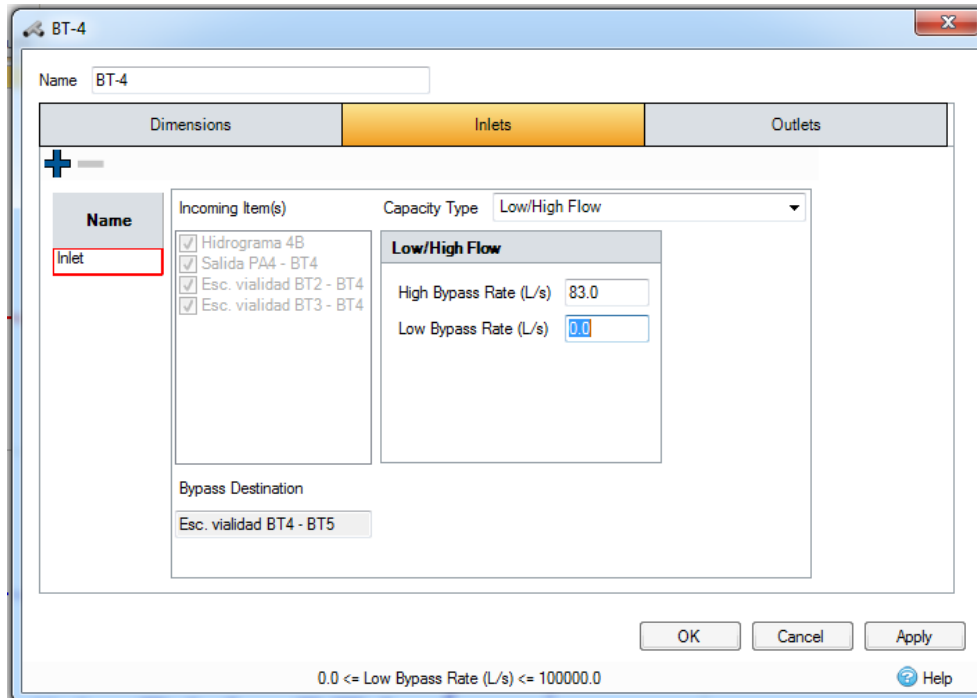 BT-4
Name BT-4
Dimensions Inlets Outlets
Name
Inlet
Incoming Item(s)
Hidrograma 4B
Salida PA4 - BT4
Esc. vialidad BT2 - BT4
Esc. vialidad BT3 - BT4
Capacity Type Low/High Flow
Low/High Flow
High Bypass Rate (L/s) 83.0
Low Bypass Rate (L/s) 0.0
Bypass Destination
Esc. vialidad BT4 - BT5
OK Cancel Apply
0.0 <= Low Bypass Rate (L/s) <= 100000.0
Help